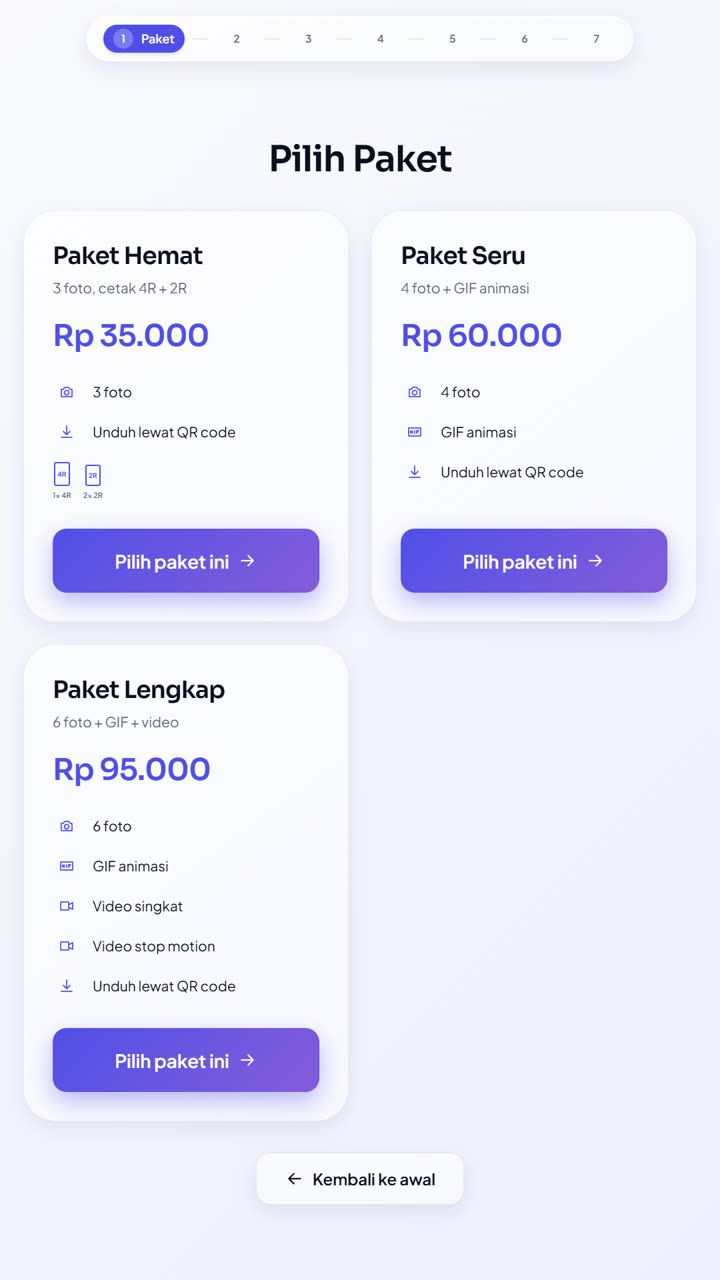 1 Paket 2 3 4 5 6 7
Pilih Paket
Paket Hemat
3 foto, cetak 4R + 2R
Rp 35.000
3 foto
Unduh lewat QR code
4R 2R
1× 4R 2× 2R
Pilih paket ini →
Paket Seru
4 foto + GIF animasi
Rp 60.000
4 foto
GIF GIF animasi
Unduh lewat QR code
Pilih paket ini →
Paket Lengkap
6 foto + GIF + video
Rp 95.000
6 foto
GIF GIF animasi
Video singkat
Video stop motion
Unduh lewat QR code
Pilih paket ini →
← Kembali ke awal